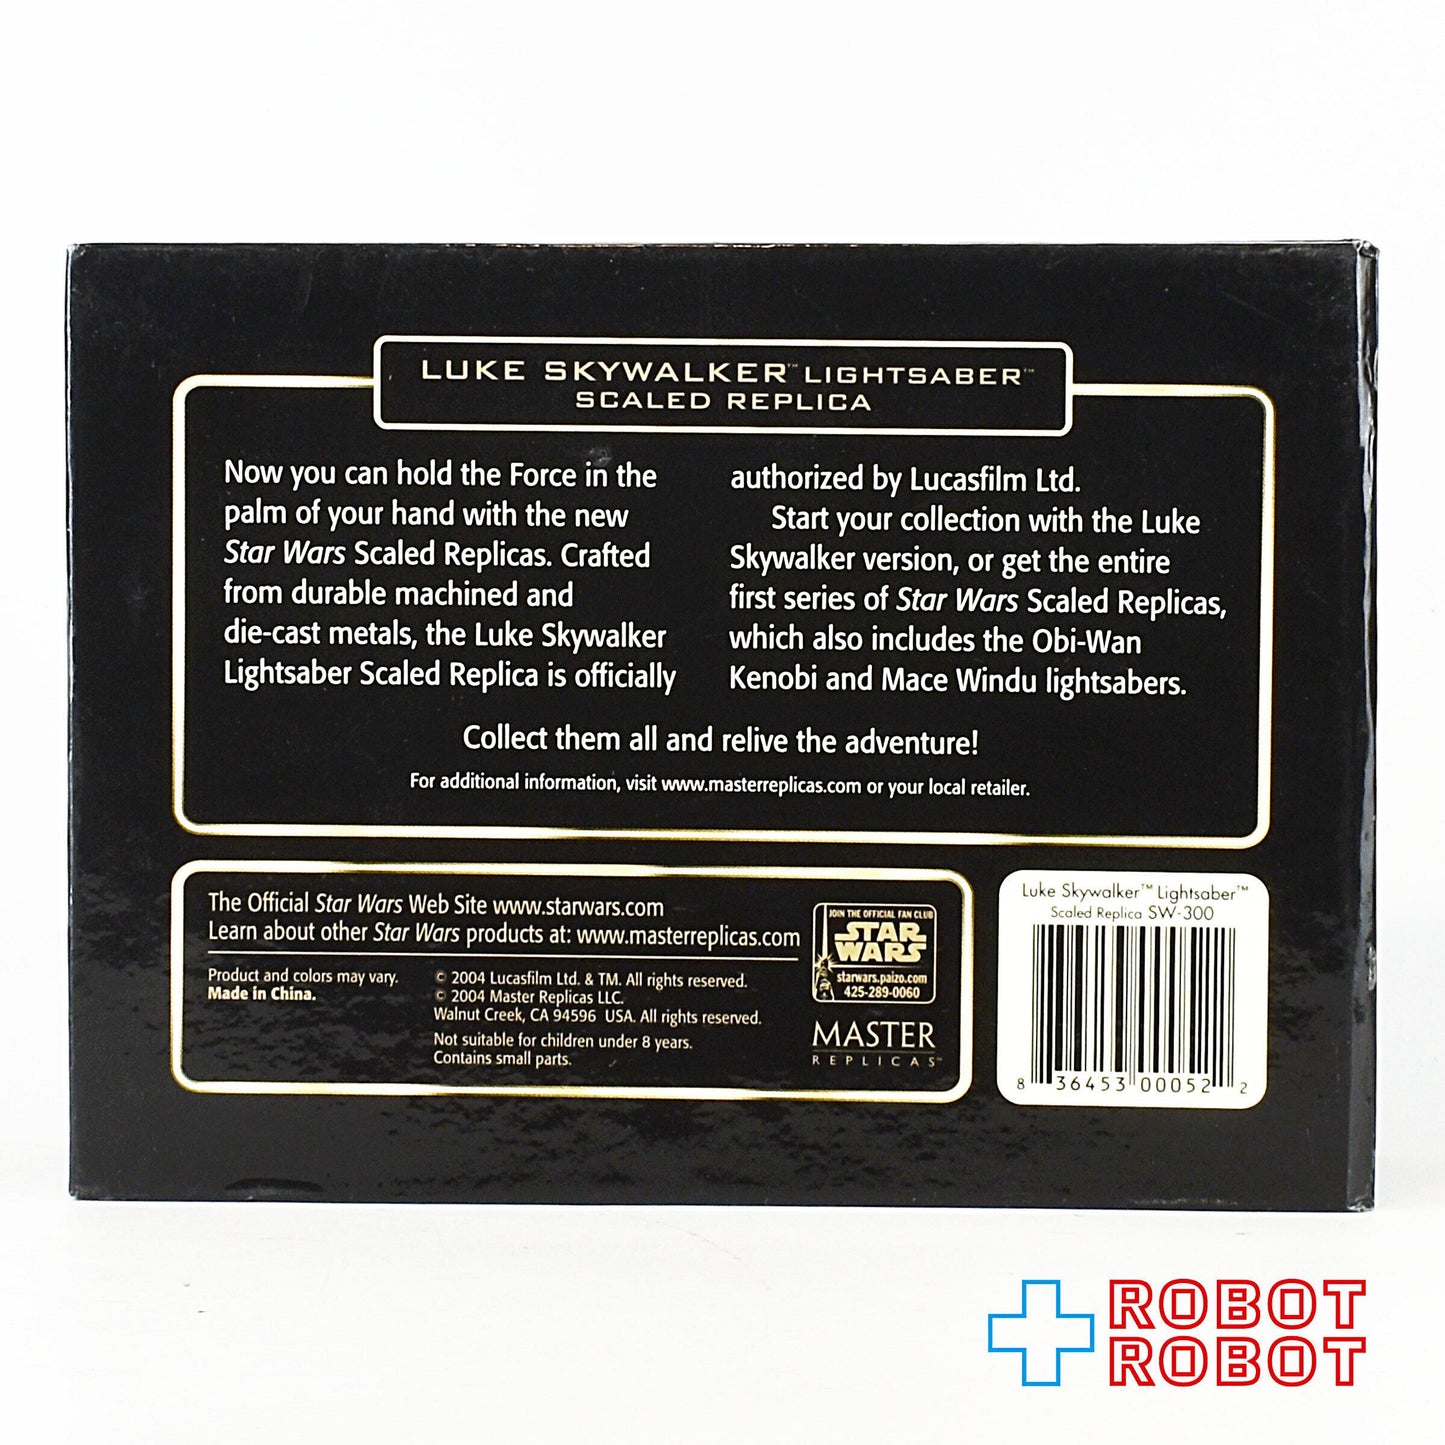 LUKE SKYWALKER™ LIGHTSABER™
SCALED REPLICA
Now you can hold the Force in the
palm of your hand with the new
Star Wars Scaled Replicas. Crafted
from durable machined and
die-cast metals, the Luke Skywalker
Lightsaber Scaled Replica is officially
authorized by Lucasfilm Ltd.
Start your collection with the Luke
Skywalker version, or get the entire
first series of Star Wars Scaled Replicas,
which also includes the Obi-Wan
Kenobi and Mace Windu lightsabers.
Collect them all and relive the adventure!
For additional information, visit www.masterreplicas.com or your local retailer.
The Official Star Wars Web Site www.starwars.com
Learn about other Star Wars products at: www.masterreplicas.com
Product and colors may vary.
Made in China.
© 2004 Lucasfilm Ltd. & TM. All rights reserved.
© 2004 Master Replicas LLC.
Walnut Creek, CA 94596 USA. All rights reserved.
Not suitable for children under 8 years.
Contains small parts.
JOIN THE OFFICIAL FAN CLUB
STAR
WARS
starwars.paizo.com
425-289-0060
MASTER
REPLICAS™
Luke Skywalker™ Lightsaber™
Scaled Replica SW-300
8 36453 00052 2
ROBOT
ROBOT